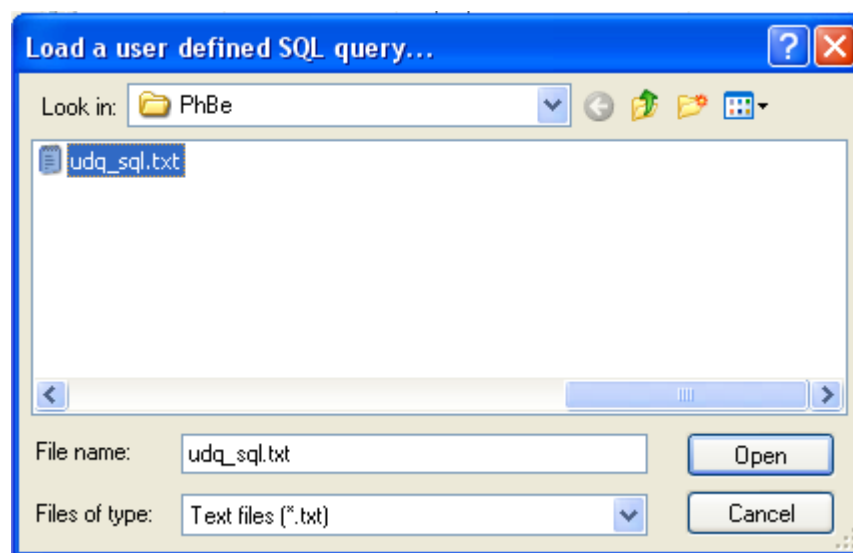 Load a user defined SQL query...
Look in: PhBe
udq_sql.txt
File name: udq_sql.txt Open
Files of type: Text files (*.txt) Cancel